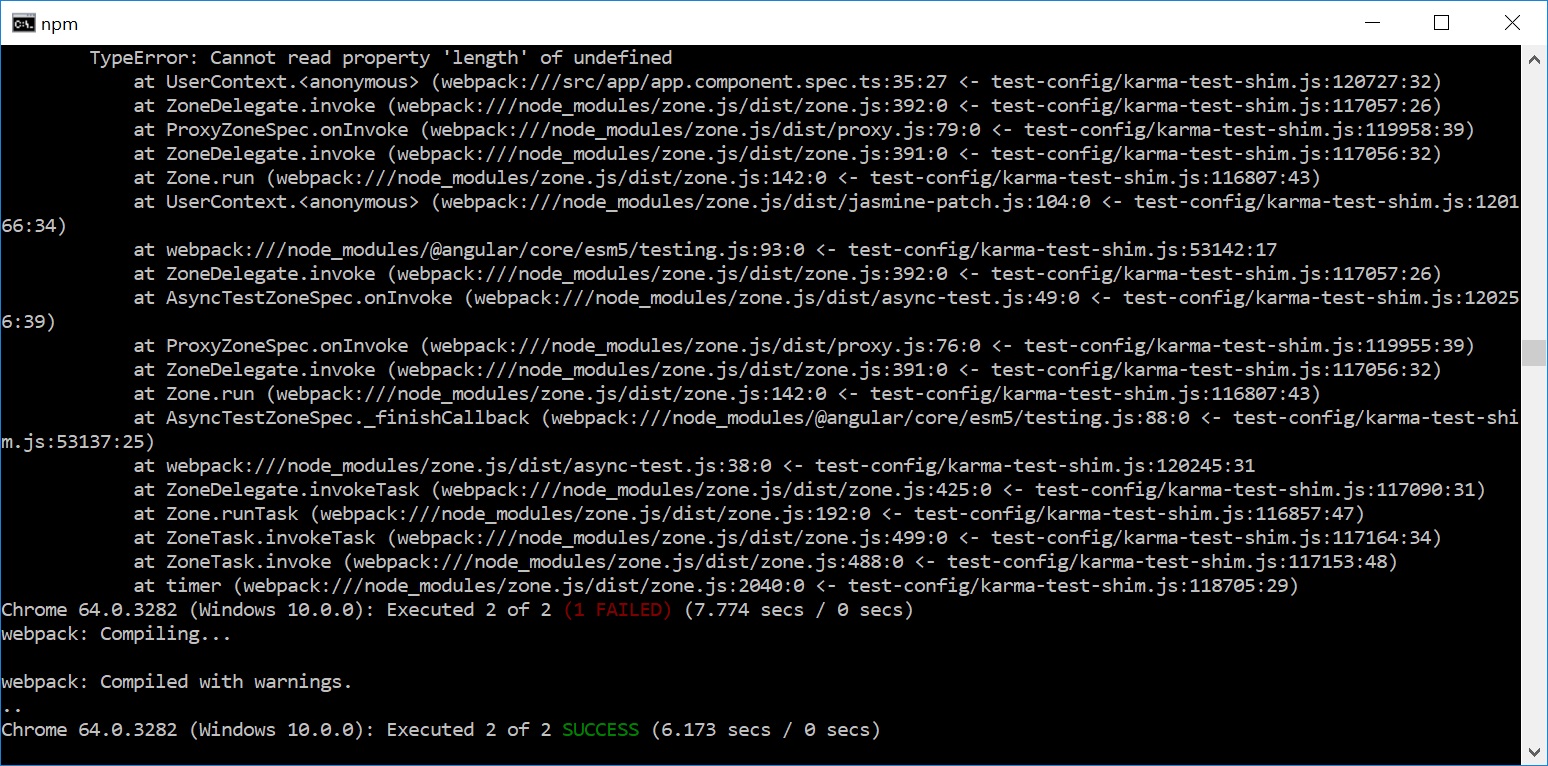 npm
TypeError: Cannot read property 'length' of undefined
at UserContext.<anonymous> (webpack:///src/app/app.component.spec.ts:35:27 <- test-config/karma-test-shim.js:120727:32)
at ZoneDelegate.invoke (webpack:///node_modules/zone.js/dist/zone.js:392:0 <- test-config/karma-test-shim.js:117057:26)
at ProxyZoneSpec.onInvoke (webpack:///node_modules/zone.js/dist/proxy.js:79:0 <- test-config/karma-test-shim.js:119958:39)
at ZoneDelegate.invoke (webpack:///node_modules/zone.js/dist/zone.js:391:0 <- test-config/karma-test-shim.js:117056:32)
at Zone.run (webpack:///node_modules/zone.js/dist/zone.js:142:0 <- test-config/karma-test-shim.js:116807:43)
at UserContext.<anonymous> (webpack:///node_modules/zone.js/dist/jasmine-patch.js:104:0 <- test-config/karma-test-shim.js:1201
66:34)
at webpack:///node_modules/@angular/core/esm5/testing.js:93:0 <- test-config/karma-test-shim.js:53142:17
at ZoneDelegate.invoke (webpack:///node_modules/zone.js/dist/zone.js:392:0 <- test-config/karma-test-shim.js:117057:26)
at AsyncTestZoneSpec.onInvoke (webpack:///node_modules/zone.js/dist/async-test.js:49:0 <- test-config/karma-test-shim.js:12025
6:39)
at ProxyZoneSpec.onInvoke (webpack:///node_modules/zone.js/dist/proxy.js:76:0 <- test-config/karma-test-shim.js:119955:39)
at ZoneDelegate.invoke (webpack:///node_modules/zone.js/dist/zone.js:391:0 <- test-config/karma-test-shim.js:117056:32)
at Zone.run (webpack:///node_modules/zone.js/dist/zone.js:142:0 <- test-config/karma-test-shim.js:116807:43)
at AsyncTestZoneSpec._finishCallback (webpack:///node_modules/@angular/core/esm5/testing.js:88:0 <- test-config/karma-test-shi
m.js:53137:25)
at webpack:///node_modules/zone.js/dist/async-test.js:38:0 <- test-config/karma-test-shim.js:120245:31
at ZoneDelegate.invokeTask (webpack:///node_modules/zone.js/dist/zone.js:425:0 <- test-config/karma-test-shim.js:117090:31)
at Zone.runTask (webpack:///node_modules/zone.js/dist/zone.js:192:0 <- test-config/karma-test-shim.js:116857:47)
at ZoneTask.invokeTask (webpack:///node_modules/zone.js/dist/zone.js:499:0 <- test-config/karma-test-shim.js:117164:34)
at ZoneTask.invoke (webpack:///node_modules/zone.js/dist/zone.js:488:0 <- test-config/karma-test-shim.js:117153:48)
at timer (webpack:///node_modules/zone.js/dist/zone.js:2040:0 <- test-config/karma-test-shim.js:118705:29)
Chrome 64.0.3282 (Windows 10.0.0): Executed 2 of 2 (1 FAILED) (7.774 secs / 0 secs)
webpack: Compiling...
webpack: Compiled with warnings.
..
Chrome 64.0.3282 (Windows 10.0.0): Executed 2 of 2 SUCCESS (6.173 secs / 0 secs)